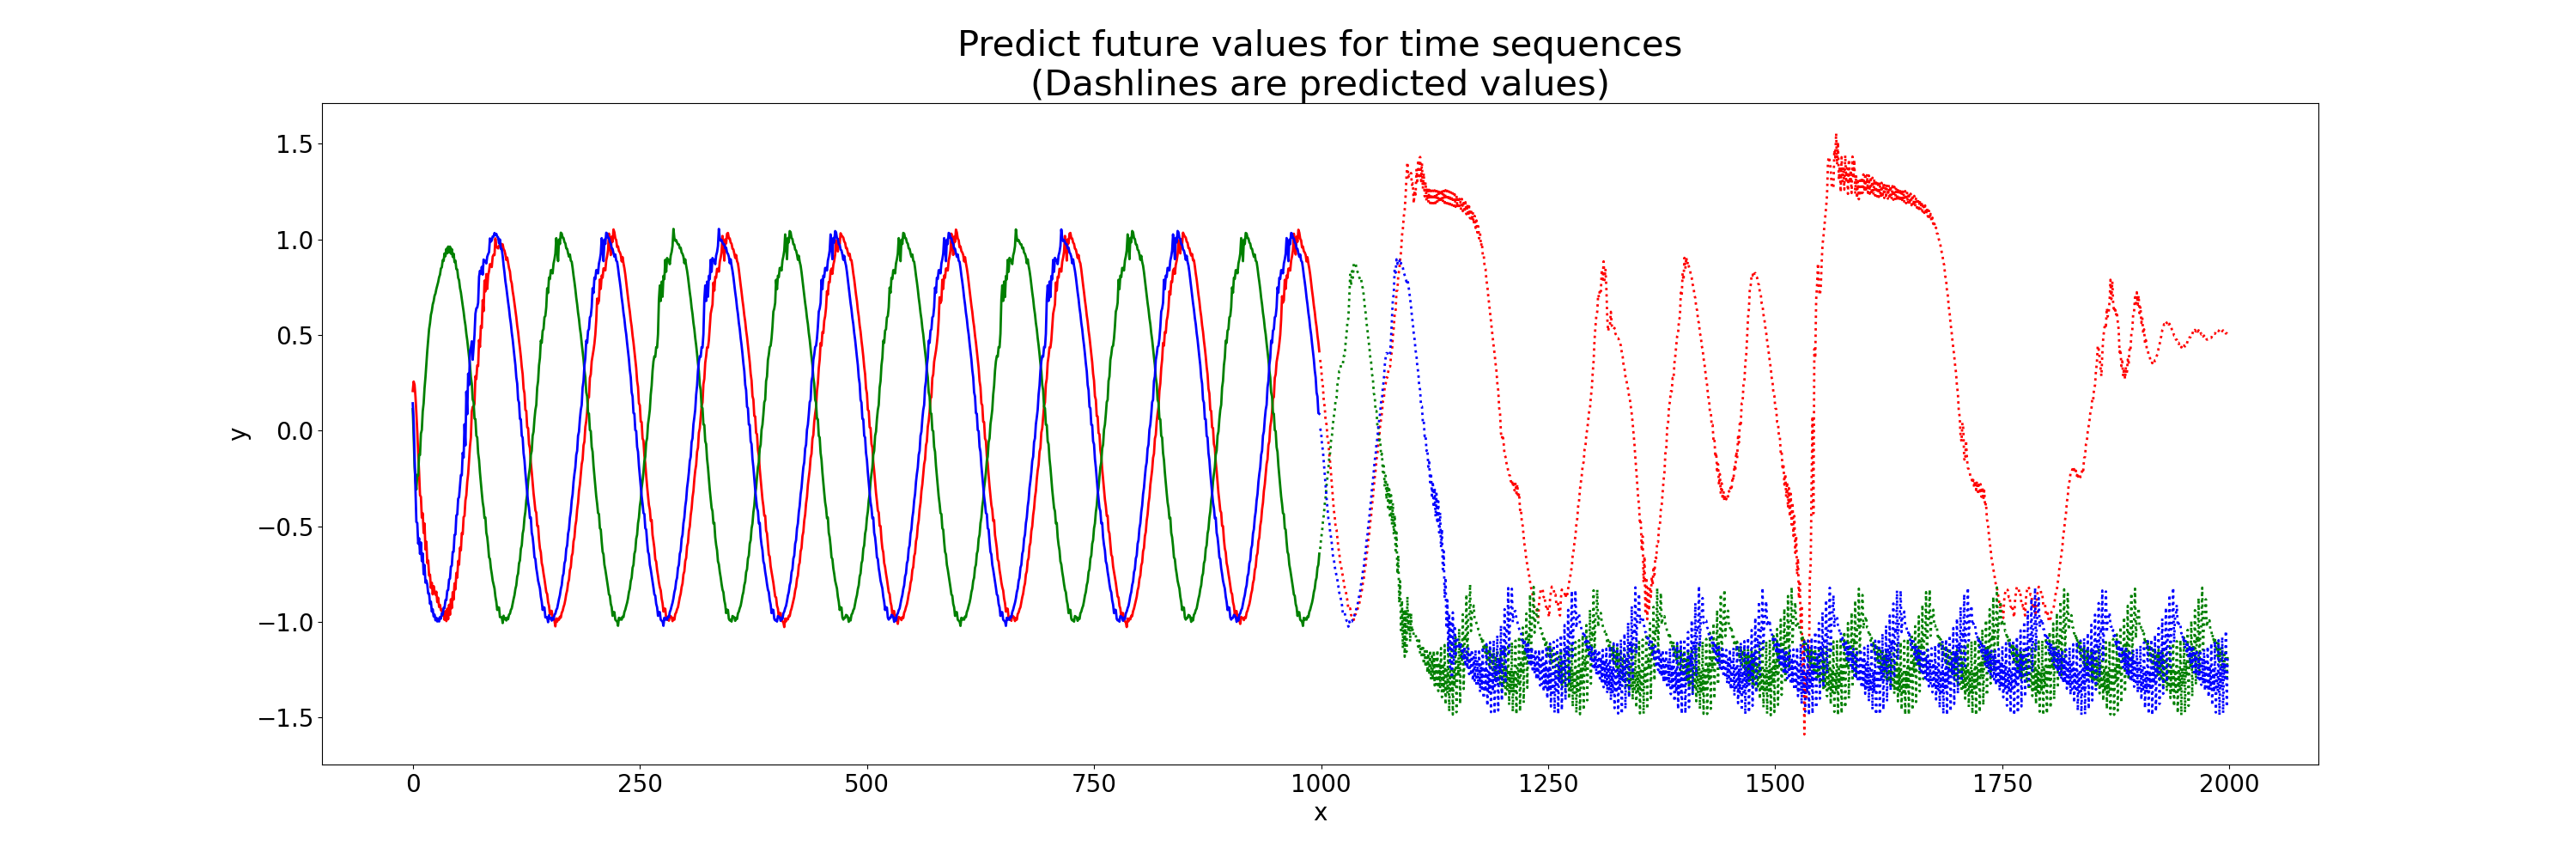 Predict future values for time sequences
(Dashlines are predicted values)
1.5
1.0
0.5
0.0
−0.5
−1.0
−1.5
y
0 250 500 750 1000 1250 1500 1750 2000
x